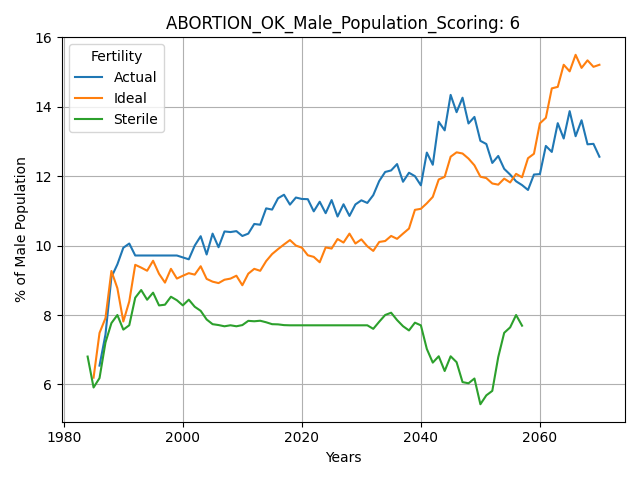 ABORTION_OK_Male_Population_Scoring: 6
Fertility
Actual
Ideal
Sterile
% of Male Population
16
14
12
10
8
6
1980 2000 2020 2040 2060
Years